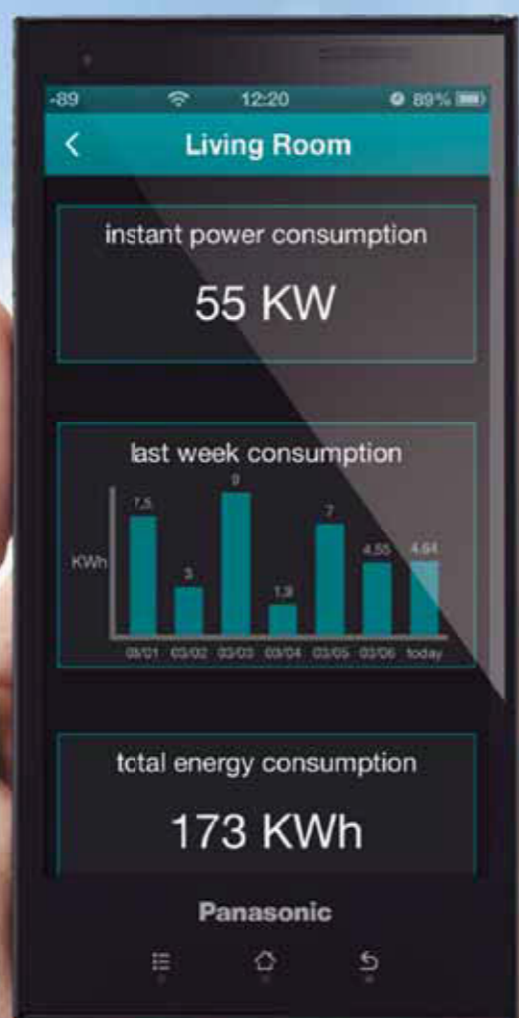 -89 12:20 89%
Living Room
instant power consumption
55 KW
last week consumption
9
7,5
7
4,55 4,64
3
1,9
KWh
03/01 03/02 03/03 03/04 03/05 03/06 today
total energy consumption
173 KWh
Panasonic